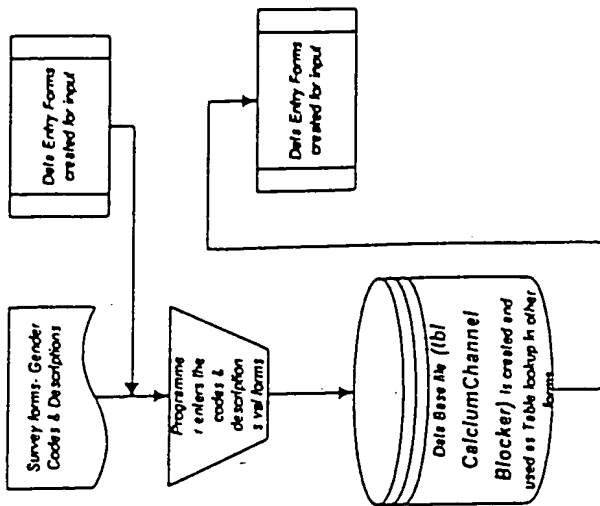 Survey forms- Gender
Codes & Descriptions
Data Entry Forms
created for input
Programme
r enters the
codes &
description
s val forms
Data Base file (tbl
CalciumChannel
Blocker) is created and
used as Table lookup in other
forms
Data Entry Forms
created for input